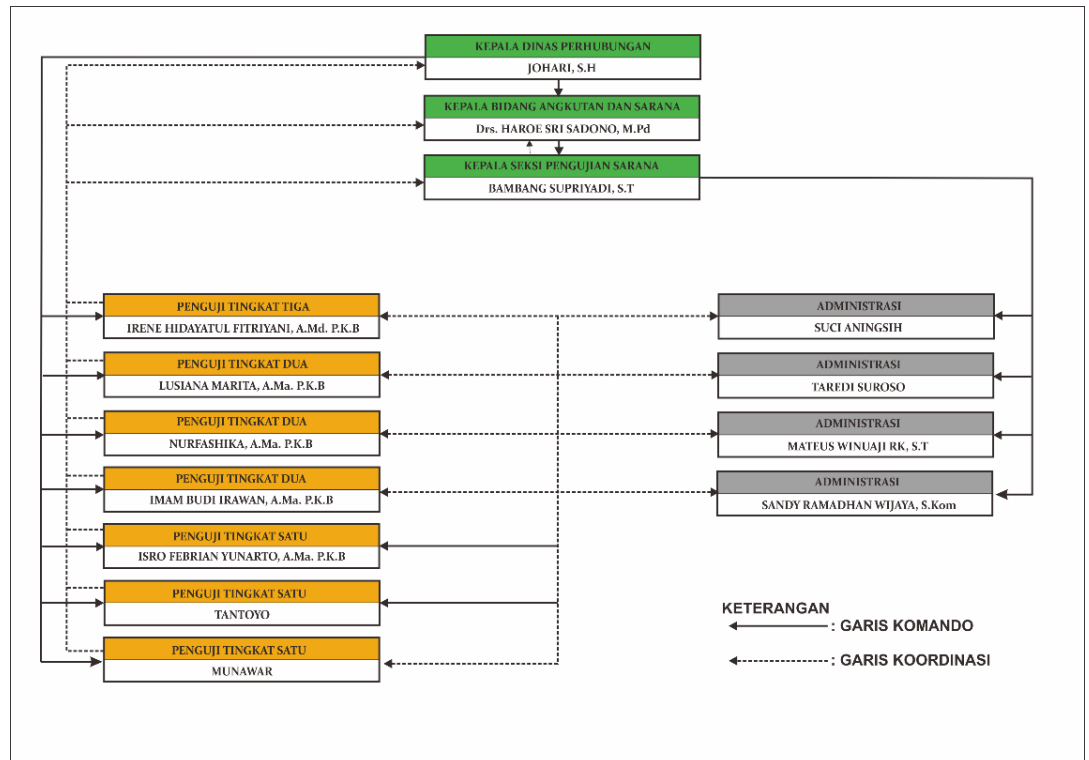 KEPALA DINAS PERHUBUNGAN
JOHARI, S.H
KEPALA BIDANG ANGKUTAN DAN SARANA
Drs. HAROE SRI SADONO, M.Pd
KEPALA SEKSI PENGUJIAN SARANA
BAMBANG SUPRIYADI, S.T
PENGUJI TINGKAT TIGA
IRENE HIDAYATUL FITRIYANI, A.Md. P.K.B
PENGUJI TINGKAT DUA
LUSIANA MARITA, A.Ma. P.K.B
PENGUJI TINGKAT DUA
NURFASHIKA, A.Ma. P.K.B
PENGUJI TINGKAT DUA
IMAM BUDI IRAWAN, A.Ma. P.K.B
PENGUJI TINGKAT SATU
ISRO FEBRIAN YUNARTO, A.Ma. P.K.B
PENGUJI TINGKAT SATU
TANTOYO
PENGUJI TINGKAT SATU
MUNAWAR
ADMINISTRASI
SUCI ANINGSIH
ADMINISTRASI
TAREDI SUROSO
ADMINISTRASI
MATEUS WINUAJI RK, S.T
ADMINISTRASI
SANDY RAMADHAN WIJAYA, S.Kom
KETERANGAN
: GARIS KOMANDO
: GARIS KOORDINASI